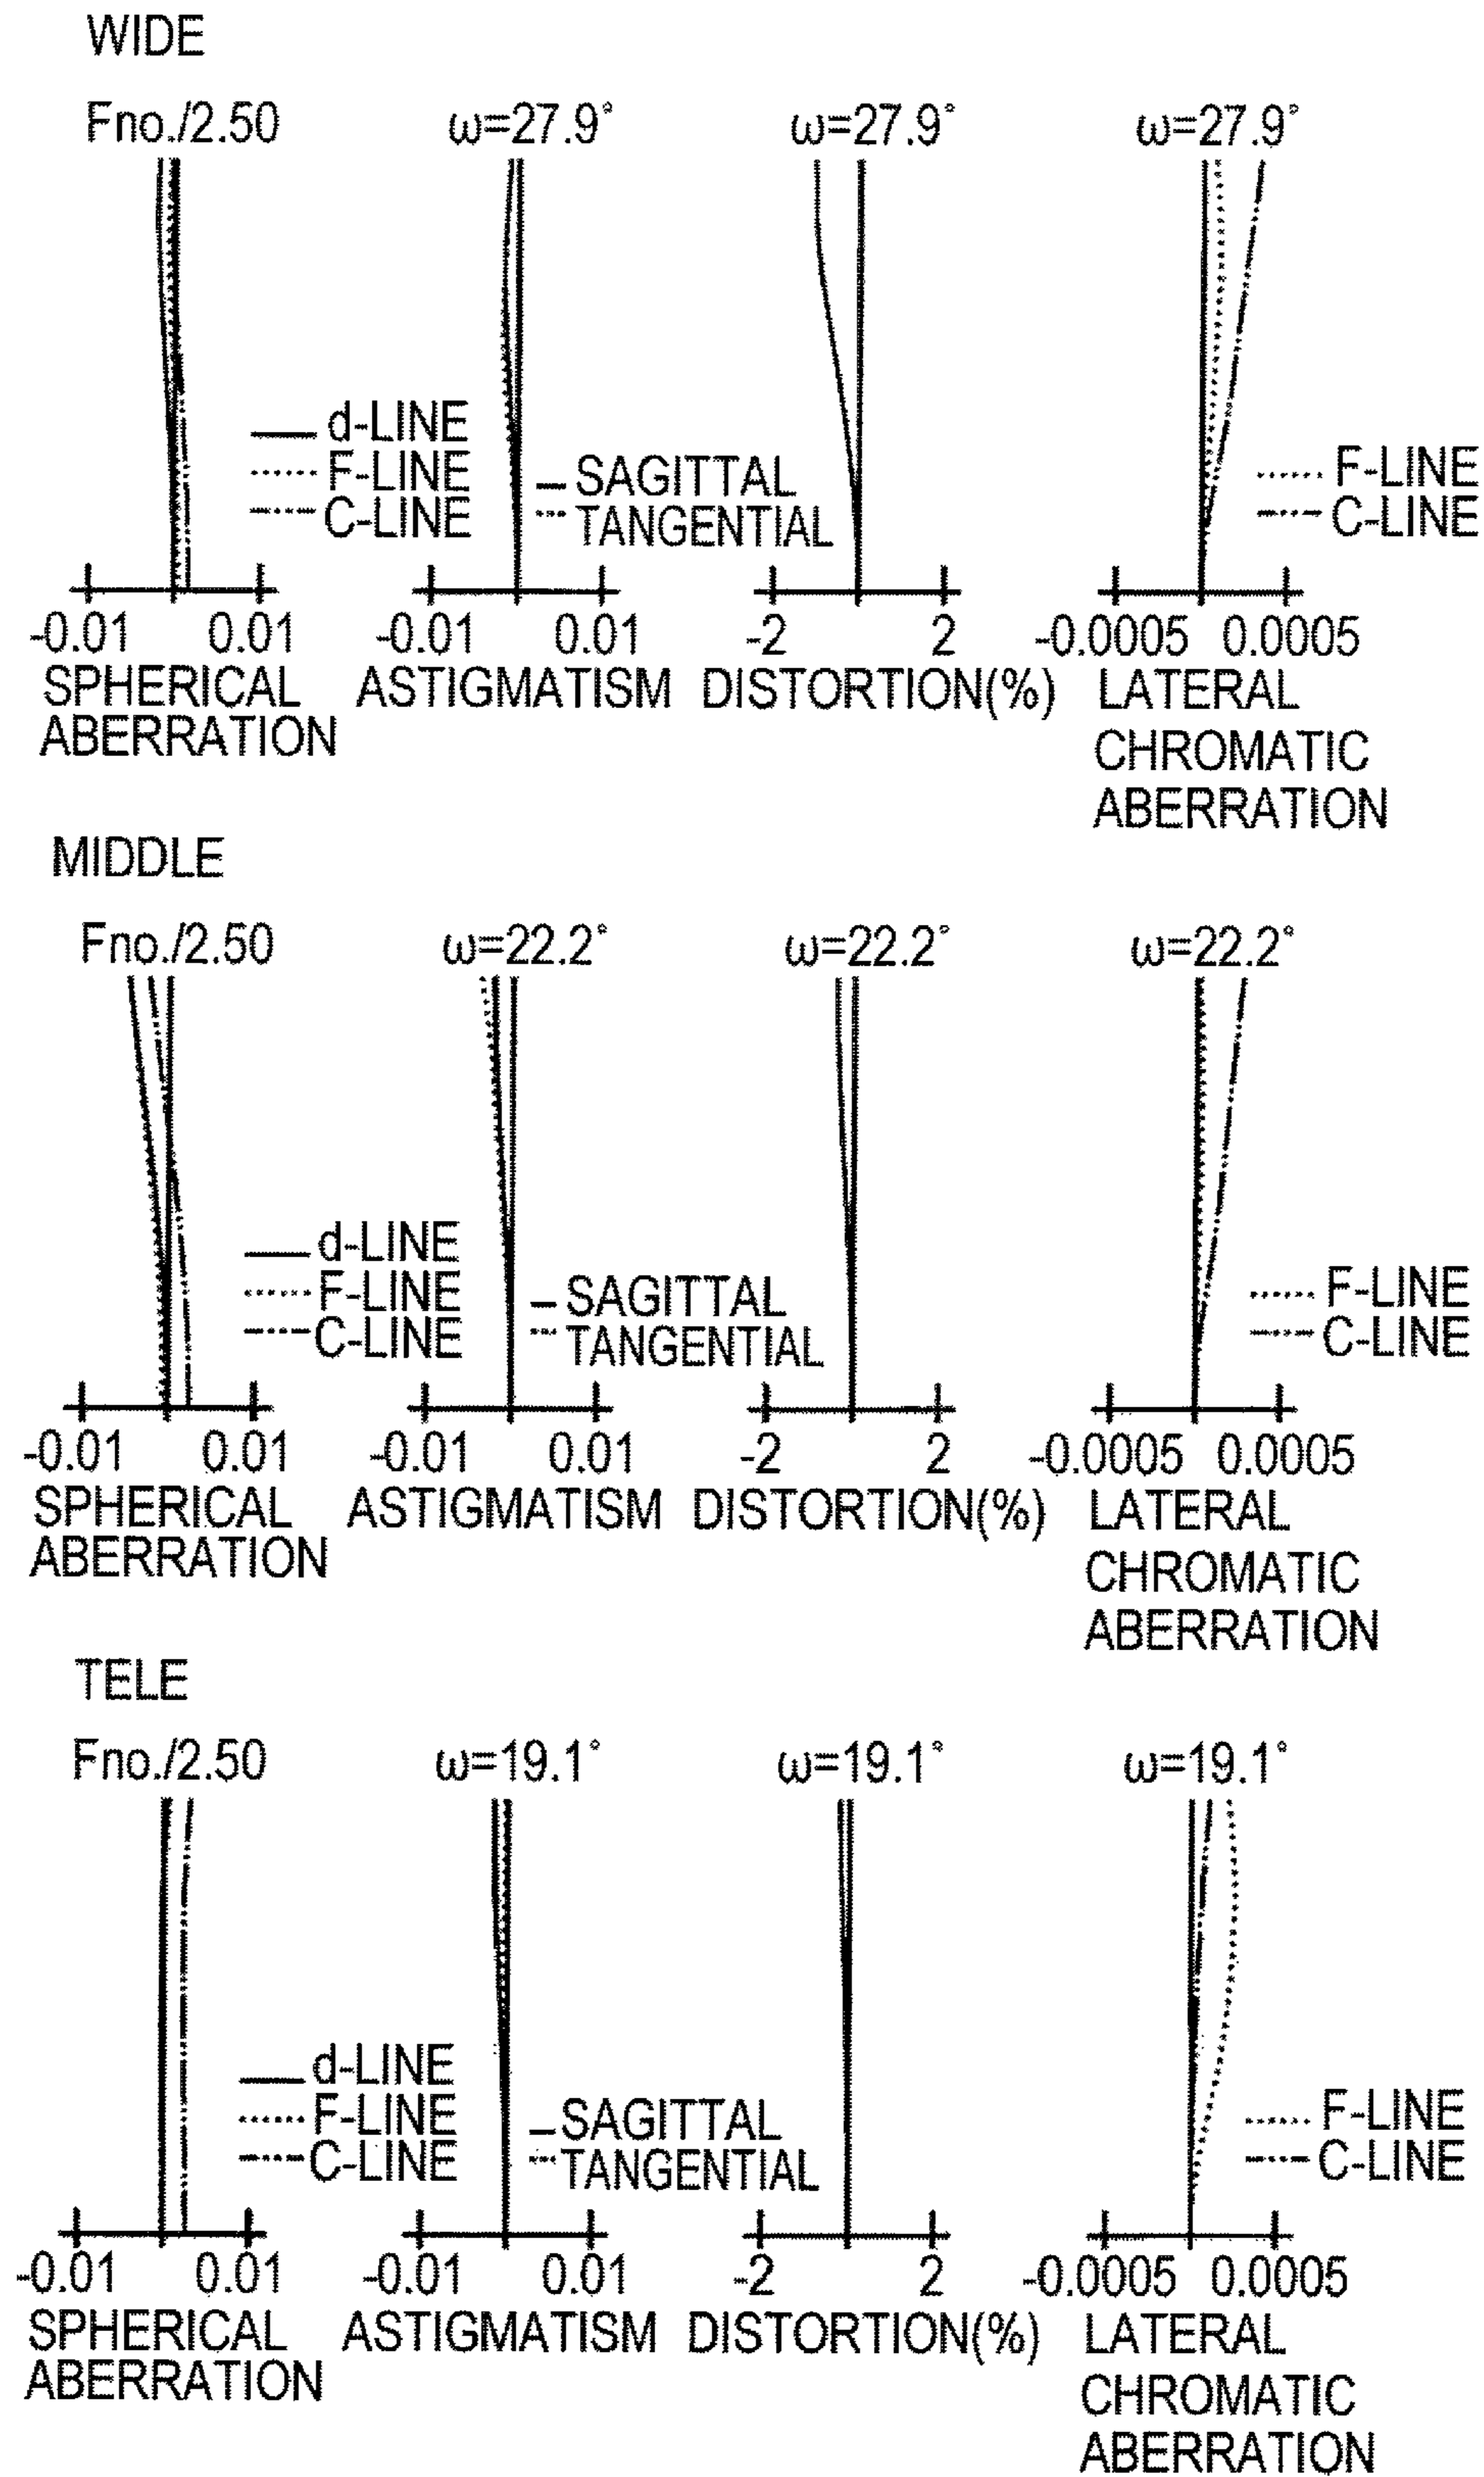 WIDE
Fno./2.50 ω=27.9° ω=27.9° ω=27.9°
d-LINE
F-LINE
C-LINE
SAGITTAL
TANGENTIAL
F-LINE
C-LINE
-0.01 0.01 -0.01 0.01 -2 2 -0.0005 0.0005
SPHERICAL ABERRATION
ASTIGMATISM
DISTORTION(%)
LATERAL
CHROMATIC
ABERRATION
MIDDLE
Fno./2.50 ω=22.2° ω=22.2° ω=22.2°
d-LINE
F-LINE
C-LINE
SAGITTAL
TANGENTIAL
F-LINE
C-LINE
-0.01 0.01 -0.01 0.01 -2 2 -0.0005 0.0005
SPHERICAL
ABERRATION
ASTIGMATISM
DISTORTION(%)
LATERAL
CHROMATIC
ABERRATION
TELE
Fno./2.50 ω=19.1° ω=19.1° ω=19.1°
d-LINE
F-LINE
C-LINE
SAGITTAL
TANGENTIAL
F-LINE
C-LINE
-0.01 0.01 -0.01 0.01 -2 2 -0.0005 0.0005
SPHERICAL
ABERRATION
ASTIGMATISM
DISTORTION(%)
LATERAL
CHROMATIC
ABERRATION